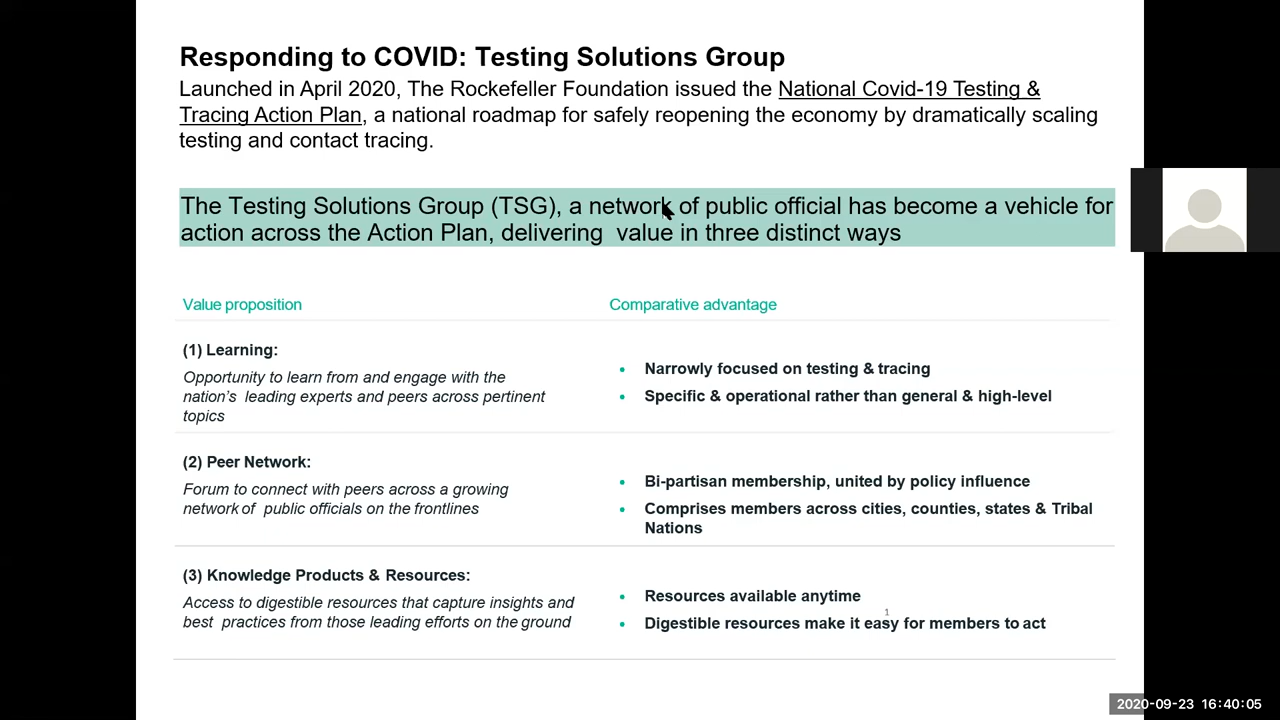 Responding to COVID: Testing Solutions Group
Launched in April 2020, The Rockefeller Foundation issued the National Covid-19 Testing &
Tracing Action Plan, a national roadmap for safely reopening the economy by dramatically scaling
testing and contact tracing.
The Testing Solutions Group (TSG), a network of public official has become a vehicle for
action across the Action Plan, delivering value in three distinct ways
Value proposition
Comparative advantage
(1) Learning:
Opportunity to learn from and engage with the
nation's leading experts and peers across pertinent
topics
• Narrowly focused on testing & tracing
• Specific & operational rather than general & high-level
(2) Peer Network:
Forum to connect with peers across a growing
network of public officials on the frontlines
• Bi-partisan membership, united by policy influence
• Comprises members across cities, counties, states & Tribal
Nations
(3) Knowledge Products & Resources:
Access to digestible resources that capture insights and
best practices from those leading efforts on the ground
• Resources available anytime
1
• Digestible resources make it easy for members to act
2020-09-23 16:40:05